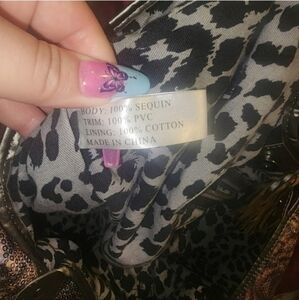 BODY: 100% SEQUIN
TRIM: 100% PVC
LINING: 100% COTTON
MADE IN CHINA